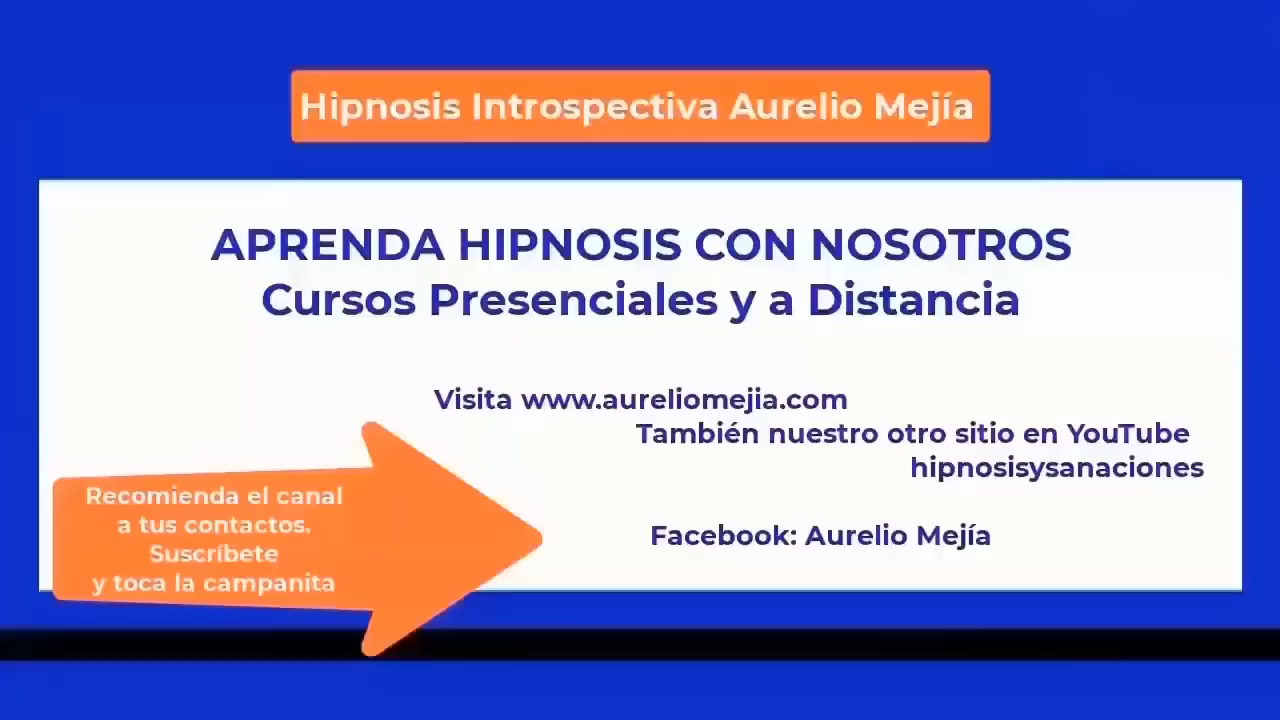 Hipnosis Introspectiva Aurelio Mejía
APRENDA HIPNOSIS CON NOSOTROS
Cursos Presenciales y a Distancia
Visita www.aureliomejia.com
También nuestro otro sitio en YouTube
hipnosisysanaciones
Facebook: Aurelio Mejía
Recomienda el canal
a tus contactos.
Suscríbete
y toca la campanita